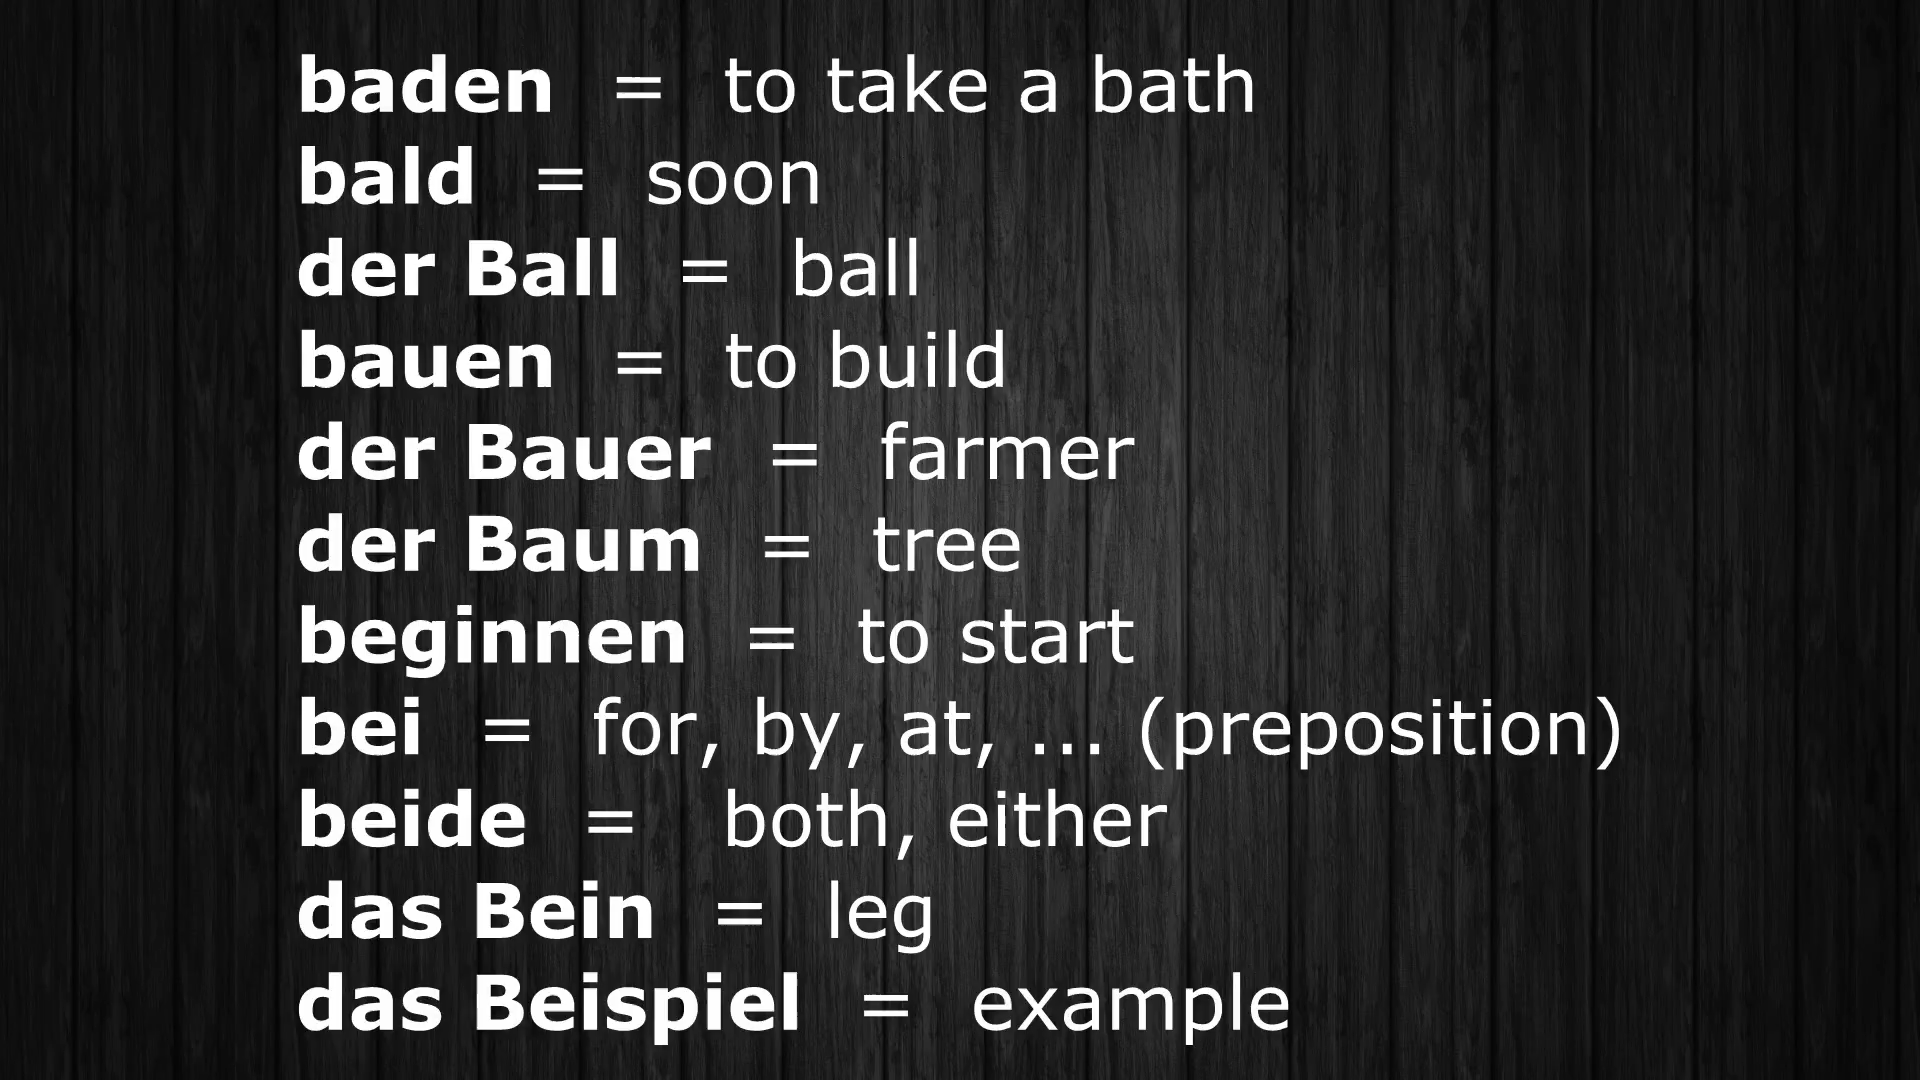 baden = to take a bath
bald = soon
der Ball = ball
bauen = to build
der Bauer = farmer
der Baum = tree
beginnen = to start
bei = for, by, at, ... (preposition)
beide = both, either
das Bein = leg
das Beispiel = example